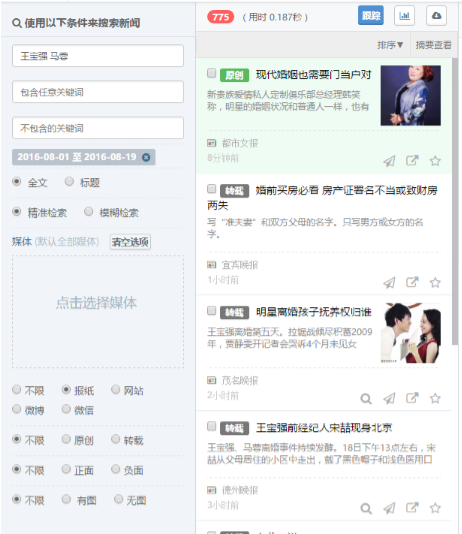 使用以下条件来搜索新闻
王宝强 马蓉
包含任意关键词
不包含的关键词
2016-08-01 至 2016-08-19
全文 标题
精准检索 模糊检索
媒体 (默认全部媒体) 清空选项
点击选择媒体
不限 报纸 网站
微博 微信
不限 原创 转载
不限 正面 负面
不限 有图 无图
775 ( 用时 0.187秒 ) 跟踪
排序▼ 摘要查看
原创 现代婚姻也需要门当户对
新贵族爱情私人定制俱乐部总经理韩笑
称，明星的婚姻状况和普通人一样，也有
都市文报
8分钟前
转载 婚前买房必看 房产证署名不当或致财房
两失
写“准夫妻”和双方父母的名字。只写男方或女方的名
字。
宜宾晚报
1小时前
转载 明星离婚孩子抚养权归谁
王宝强离婚第五天。拉锯战倾尽积蓄2009
年，贾静雯开记者会哭诉4个月未见女
茂名晚报
2小时前
转载 王宝强前经纪人宋喆现身北京
王宝强、马蓉离婚事件持续发酵。18日下午13点左右，宋
喆从父母居住的小区中走出，戴了黑色帽子和浅色医用口
德州晚报
3小时前
转载